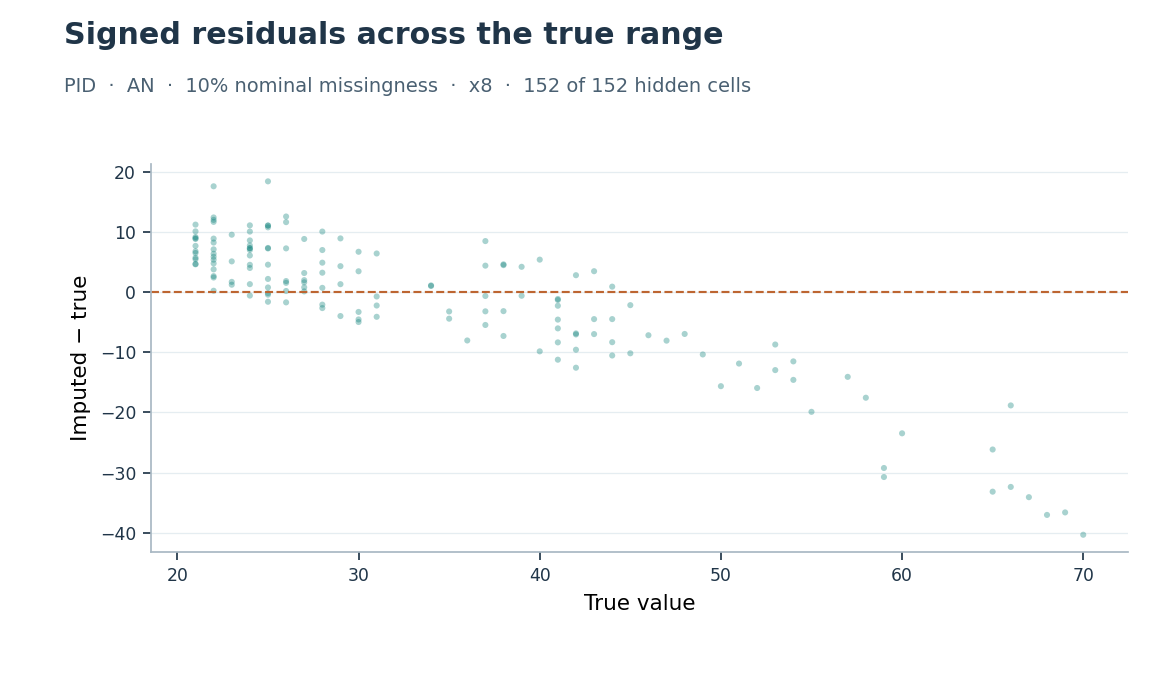 Signed residuals across the true range
PID · AN · 10% nominal missingness · x8 · 152 of 152 hidden cells
Imputed − true
20
10
0
−10
−20
−30
−40
20 30 40 50 60 70
True value